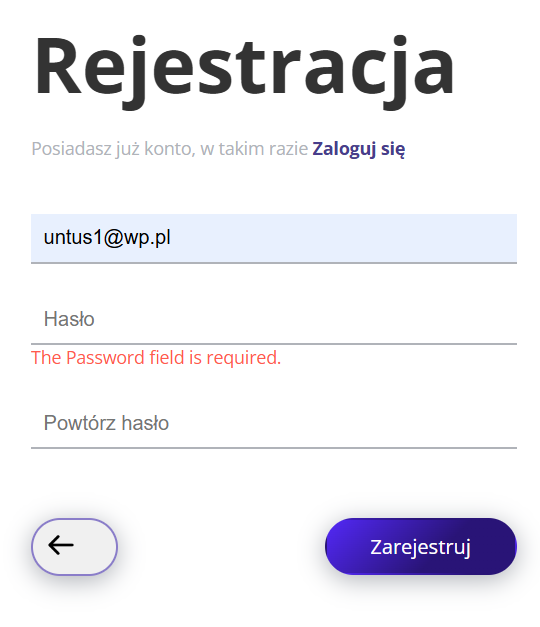 Rejestracja
Posiadasz już konto, w takim razie Zaloguj się
untus1@wp.pl
Hasło
The Password field is required.
Powtórz hasło
Zarejestruj